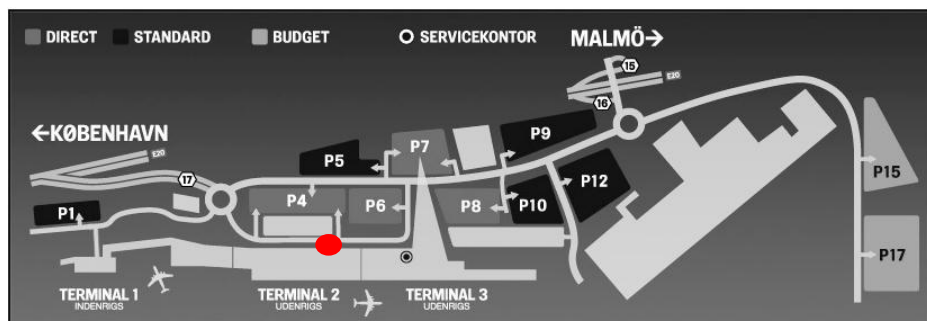 DIRECT STANDARD BUDGET SERVICEKONTOR
MALMÖ→
15
E20
16
←KØBENHAVN
E20
17
P7
P9
P5
P15
P12
P4
P6
P8
P10
P1
P17
TERMINAL 1
INDENRIGS
TERMINAL 2
UDENRIGS
TERMINAL 3
UDENRIGS